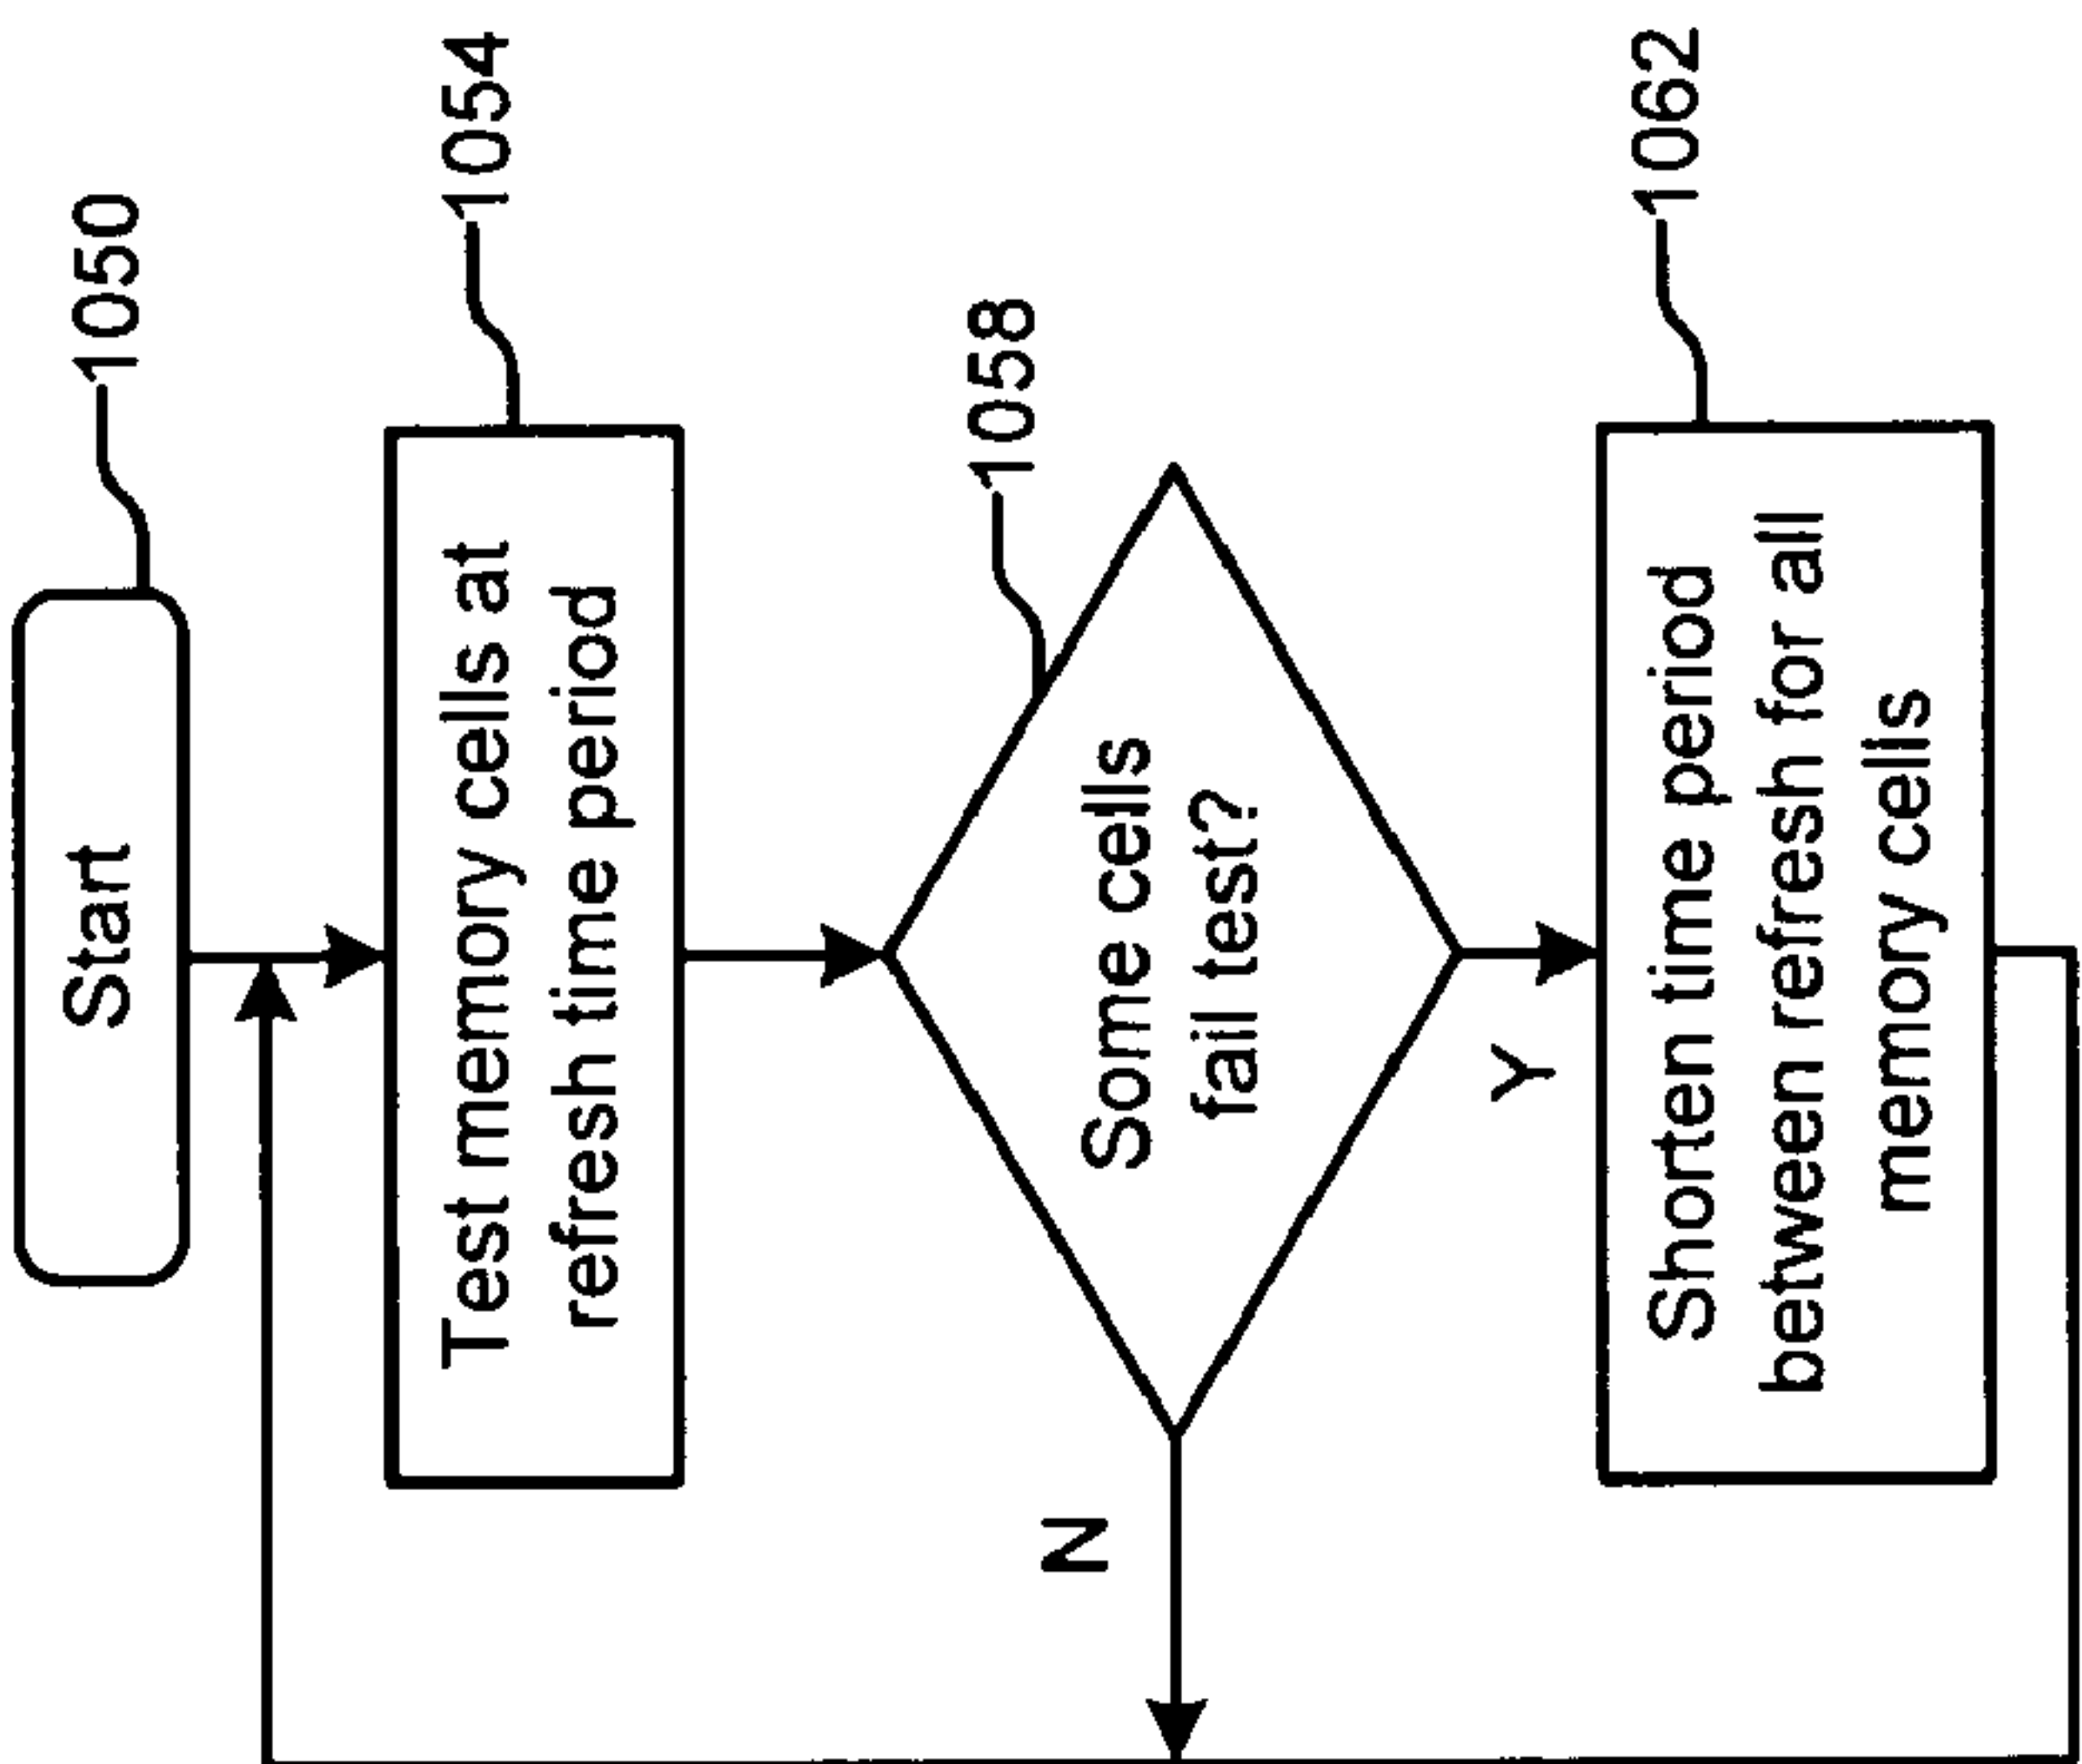 Start
1050
Test memory cells at
refresh time period
1054
Some cells
fail test?
1058
N
Y
Shorten time period
between refresh for all
memory cells
1062